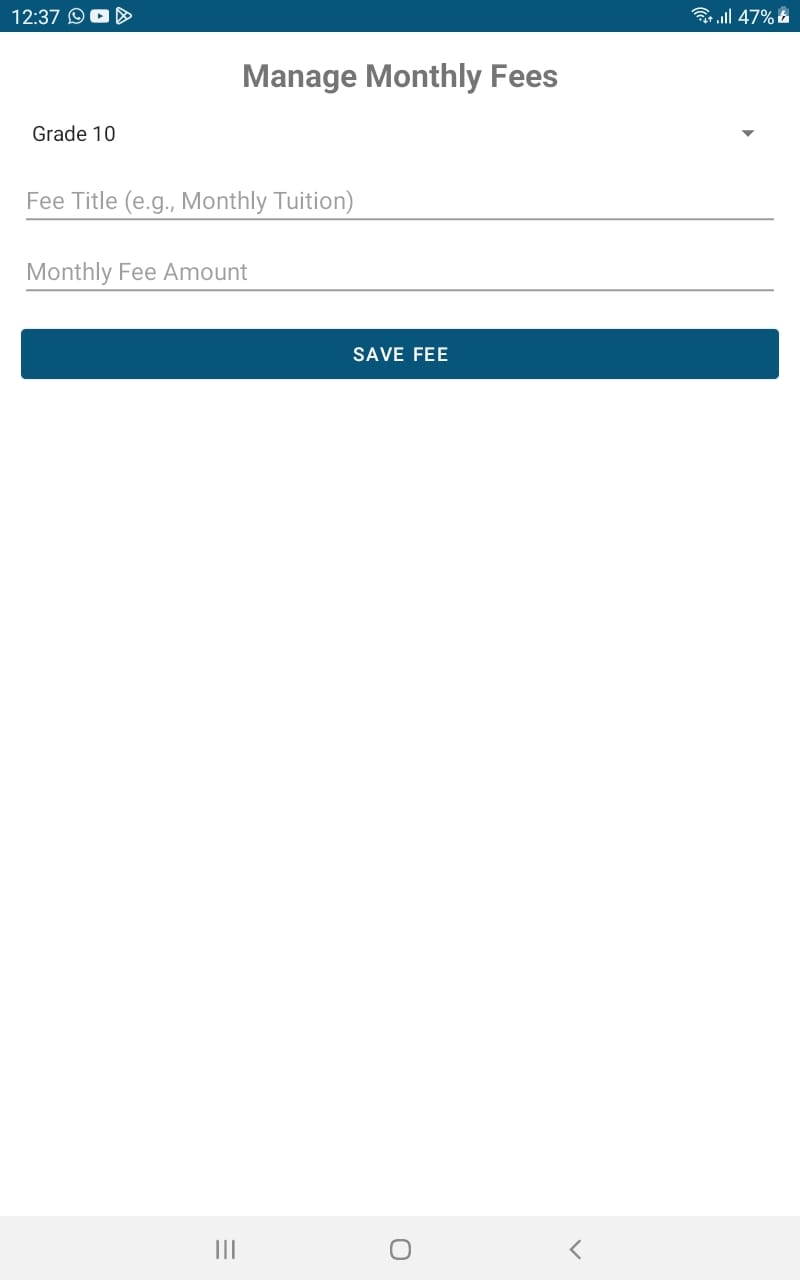 12:37 47%
Manage Monthly Fees
Grade 10
Fee Title (e.g., Monthly Tuition)
Monthly Fee Amount
SAVE FEE